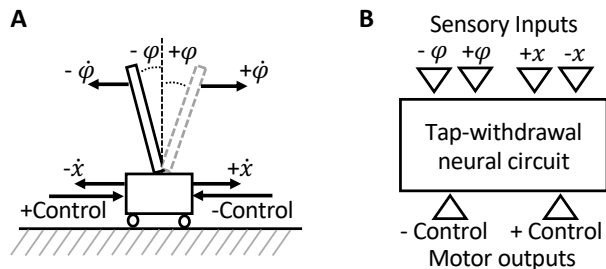 A
- φ +φ
- φ̇ +φ̇
-ẋ +ẋ
+Control -Control
B
Sensory Inputs
- φ +φ +x -x
Tap-withdrawal
neural circuit
- Control + Control
Motor outputs